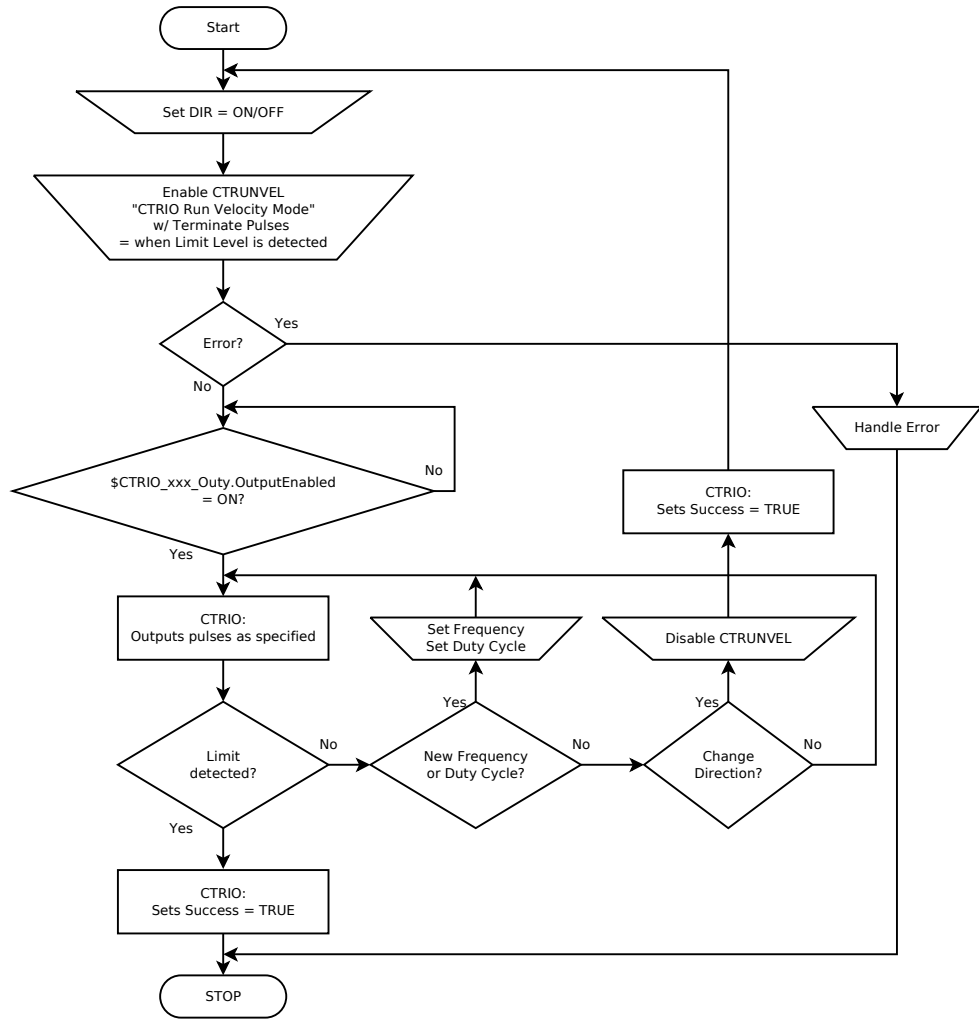 Start
Set DIR = ON/OFF
Enable CTRUNVEL
"CTRIO Run Velocity Mode"
w/ Terminate Pulses
= when Limit Level is detected
Error?
Yes
No
Handle Error
$CTRIO_xxx_Outy.OutputEnabled
= ON?
No
Yes
CTRIO:
Sets Success = TRUE
CTRIO:
Outputs pulses as specified
Set Frequency
Set Duty Cycle
Disable CTRUNVEL
Yes
Yes
Limit
detected?
No
New Frequency
or Duty Cycle?
No
Change
Direction?
No
Yes
CTRIO:
Sets Success = TRUE
STOP